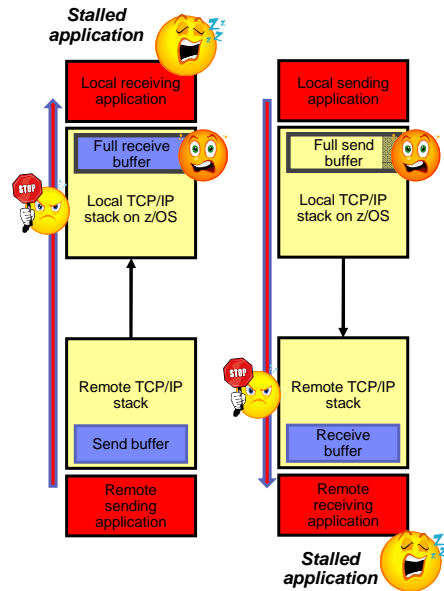 Stalled
application
Local receiving
application
Full receive
buffer
STOP
Local TCP/IP
stack on z/OS
Remote TCP/IP
stack
Send buffer
Remote
sending
application
Local sending
application
Full send
buffer
Local TCP/IP
stack on z/OS
STOP
Remote TCP/IP
stack
Receive
buffer
Remote
receiving
application
Stalled
application